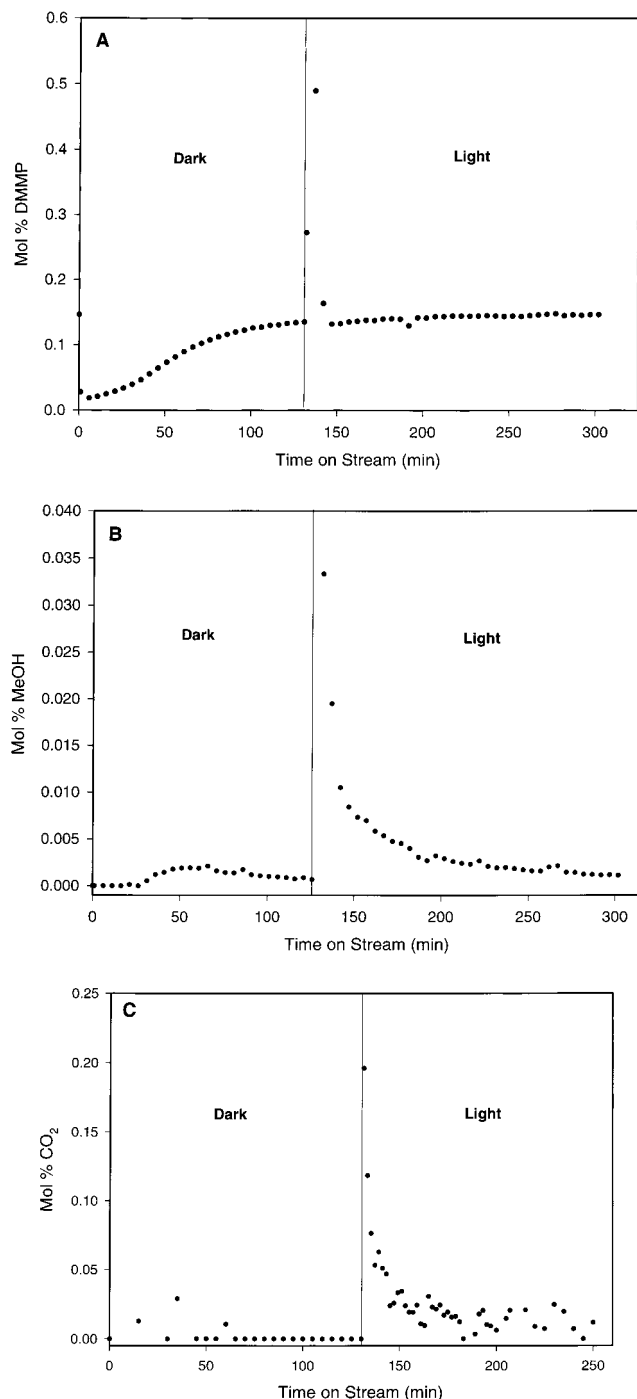 A
Mol % DMMP
0.6
0.5
0.4
0.3
0.2
0.1
0.0
Dark
Light
0
50
100
150
200
250
300
Time on Stream (min)
B
Mol % MeOH
0.040
0.035
0.030
0.025
0.020
0.015
0.010
0.005
0.000
Dark
Light
0
50
100
150
200
250
300
Time on Stream (min)
C
Mol % CO₂
0.25
0.20
0.15
0.10
0.05
0.00
Dark
Light
0
50
100
150
200
250
Time on Stream (min)